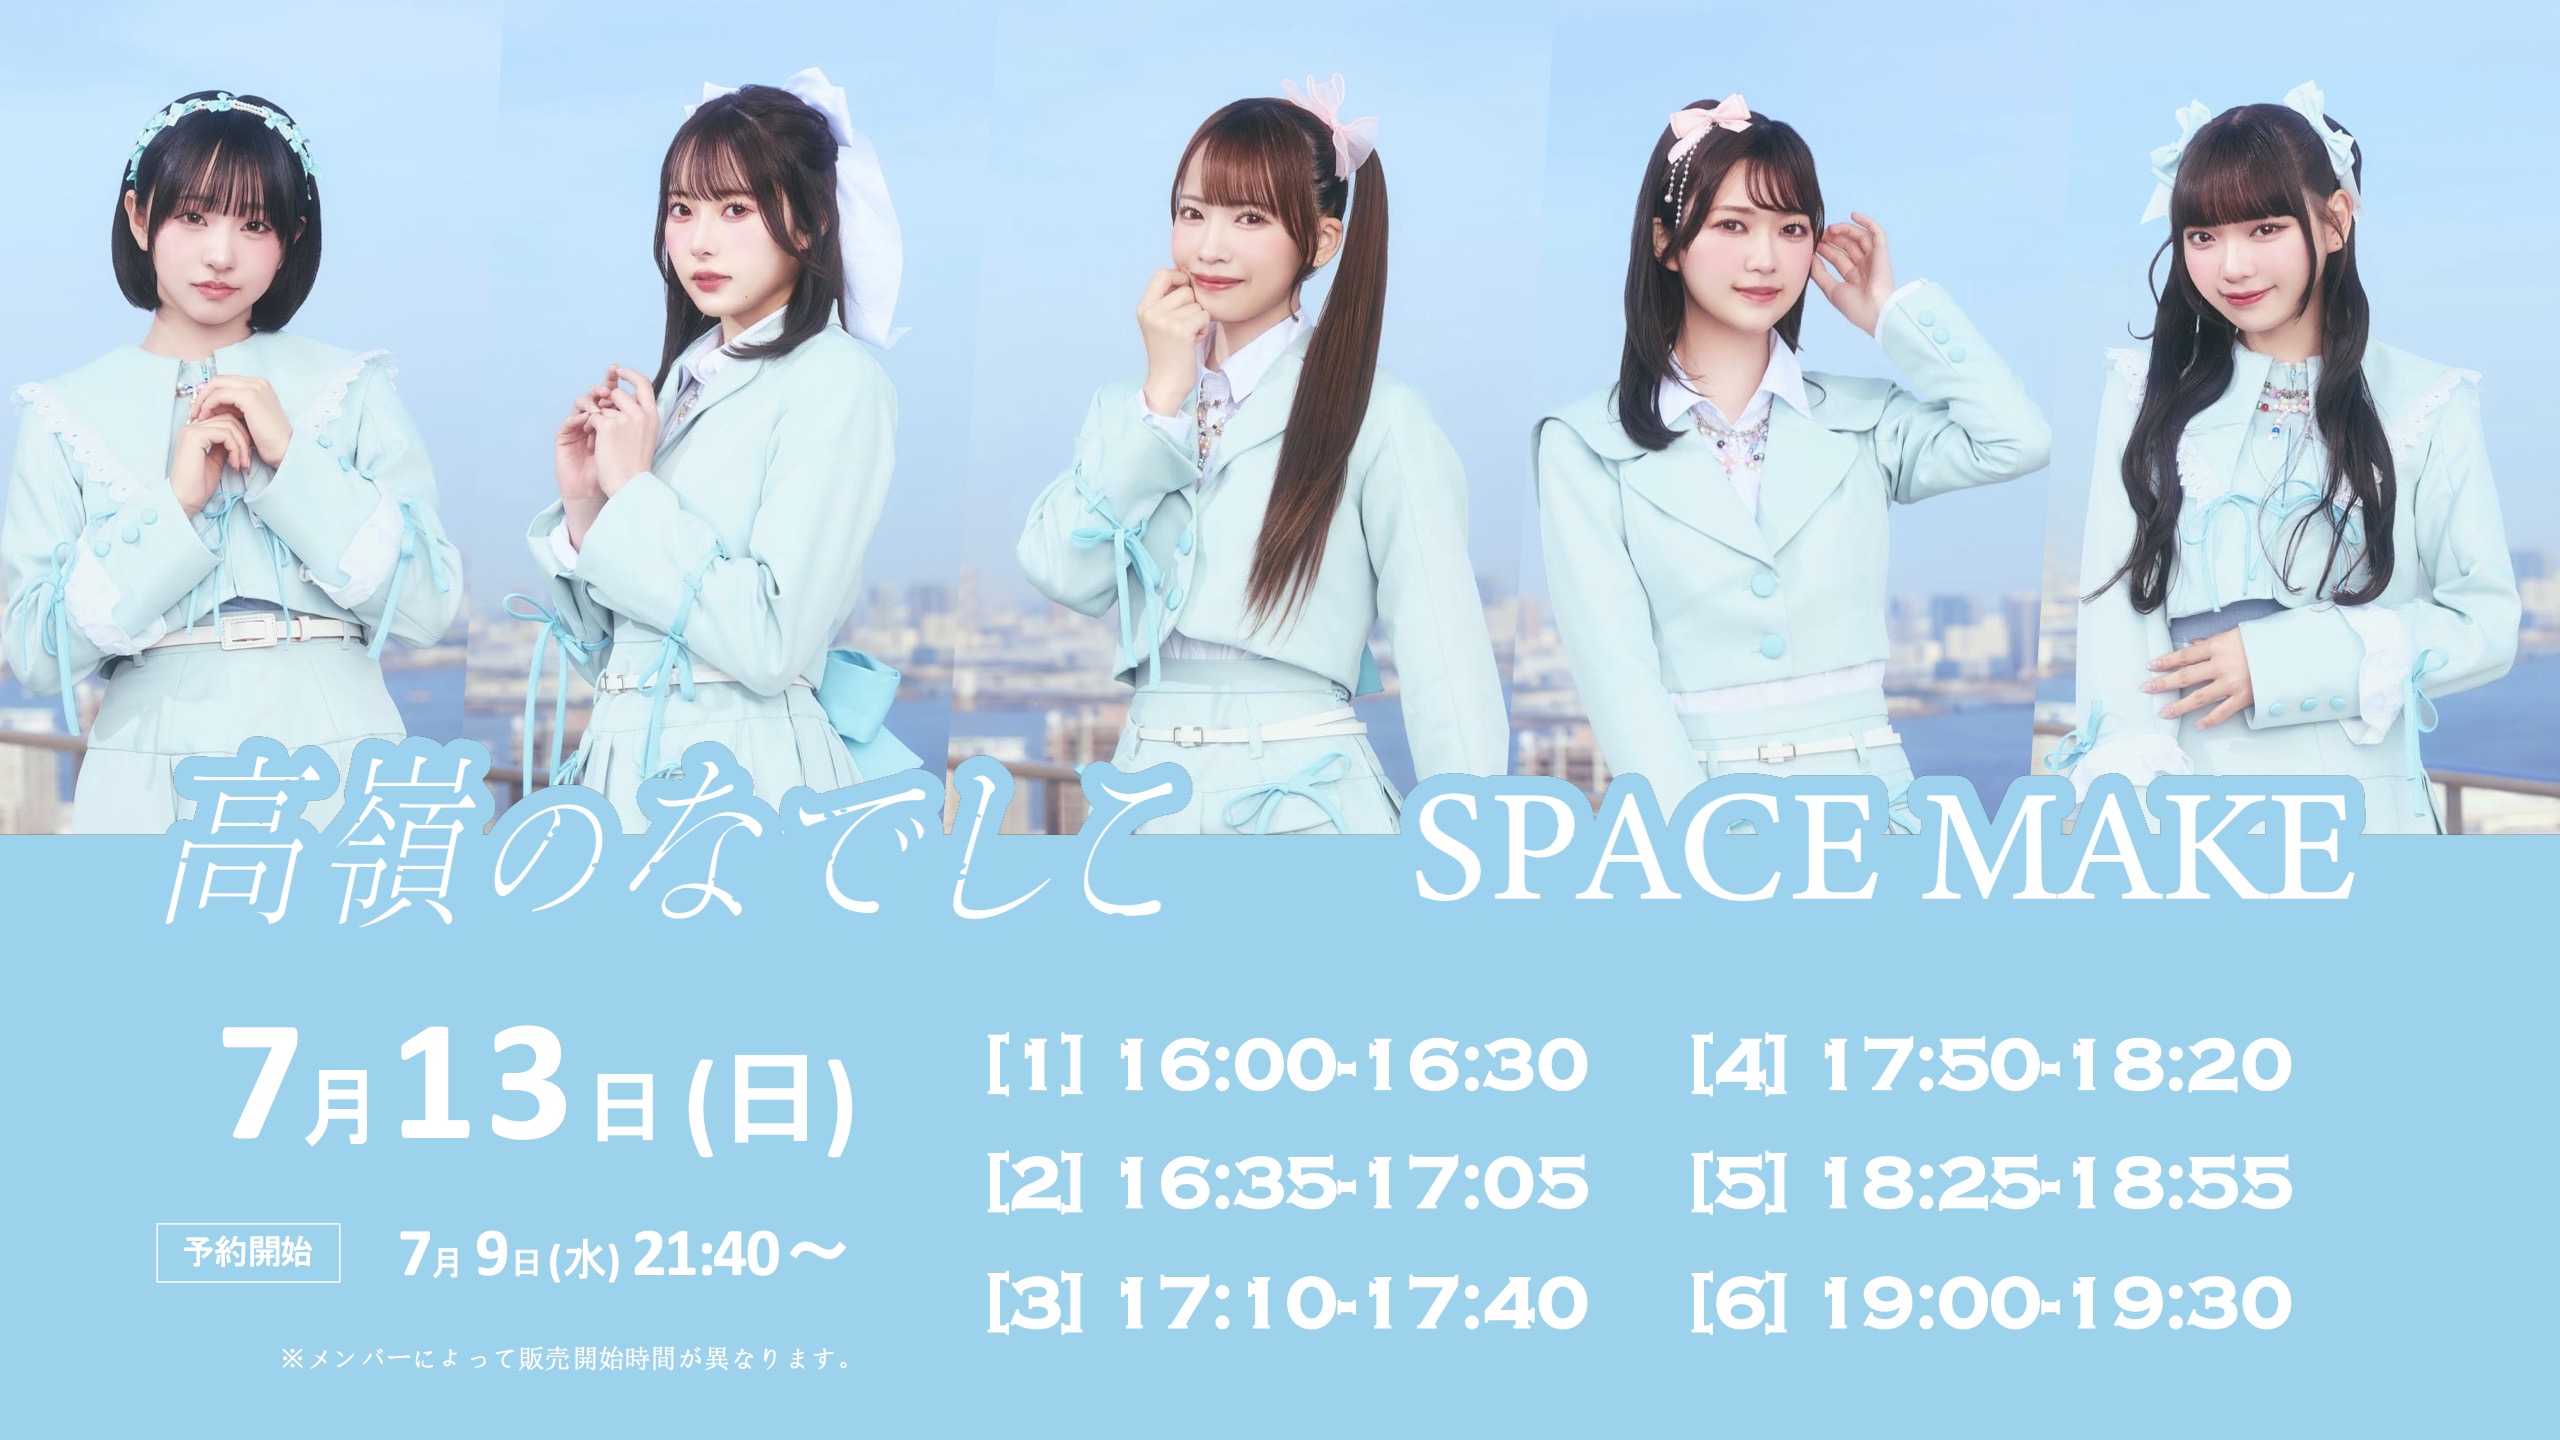 高嶺のなでしこ SPACE MAKE
7月13日(日)
予約開始 7月9日(水) 21:40～
※メンバーによって販売開始時間が異なります。
[1] 16:00-16:30
[2] 16:35-17:05
[3] 17:10-17:40
[4] 17:50-18:20
[5] 18:25-18:55
[6] 19:00-19:30